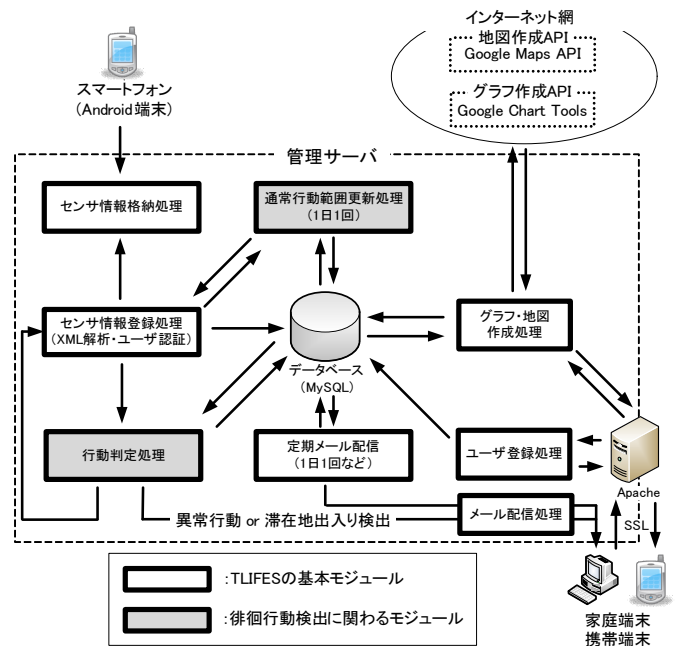 インターネット網
地図作成API
Google Maps API
グラフ作成API
Google Chart Tools
スマートフォン
(Android端末)
管理サーバ
センサ情報格納処理
通常行動範囲更新処理
(1日1回)
センサ情報登録処理
(XML解析・ユーザ認証)
グラフ・地図
作成処理
データベース
(MySQL)
行動判定処理
定期メール配信
(1日1回など)
ユーザ登録処理
Apache
異常行動 or 滞在地出入り検出
メール配信処理
SSL
:TLIFESの基本モジュール
:徘徊行動検出に関わるモジュール
家庭端末
携帯端末